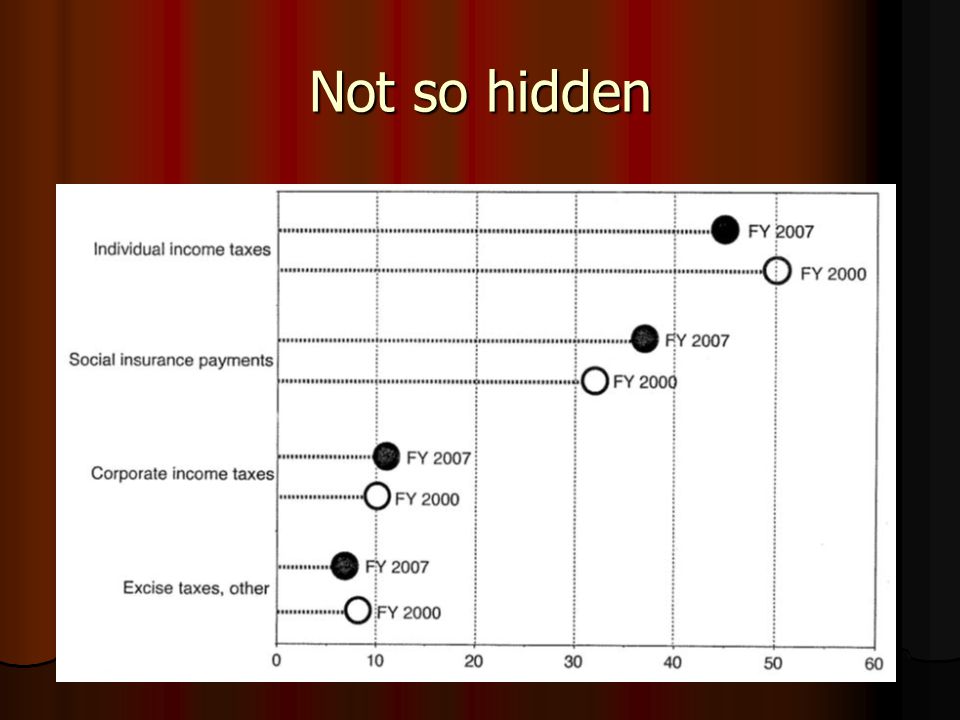 Not so hidden
Individual income taxes
FY 2007
FY 2000
Social insurance payments
FY 2007
FY 2000
Corporate income taxes
FY 2007
FY 2000
Excise taxes, other
FY 2007
FY 2000
0 10 20 30 40 50 60